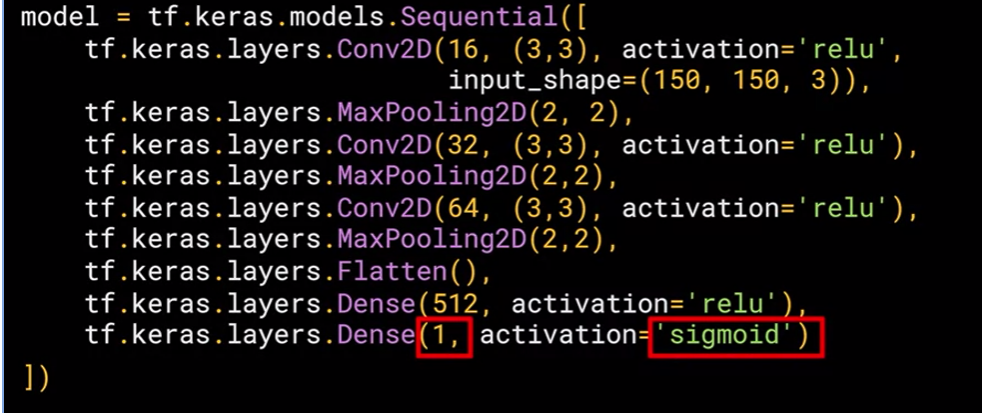 model = tf.keras.models.Sequential([
    tf.keras.layers.Conv2D(16, (3,3), activation='relu',
                           input_shape=(150, 150, 3)),
    tf.keras.layers.MaxPooling2D(2, 2),
    tf.keras.layers.Conv2D(32, (3,3), activation='relu'),
    tf.keras.layers.MaxPooling2D(2,2),
    tf.keras.layers.Conv2D(64, (3,3), activation='relu'),
    tf.keras.layers.MaxPooling2D(2,2),
    tf.keras.layers.Flatten(),
    tf.keras.layers.Dense(512, activation='relu'),
    tf.keras.layers.Dense(1, activation='sigmoid')
])